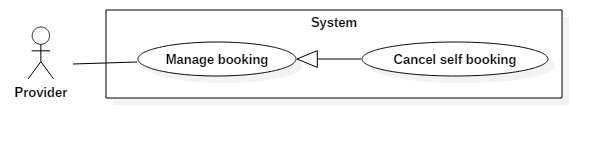 System
Manage booking
Cancel self booking
Provider